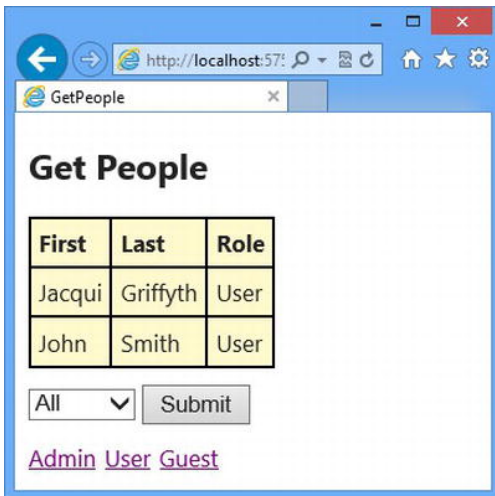 http://localhost:575
GetPeople
Get People
First Last Role
Jacqui Griffyth User
John Smith User
All Submit
Admin User Guest